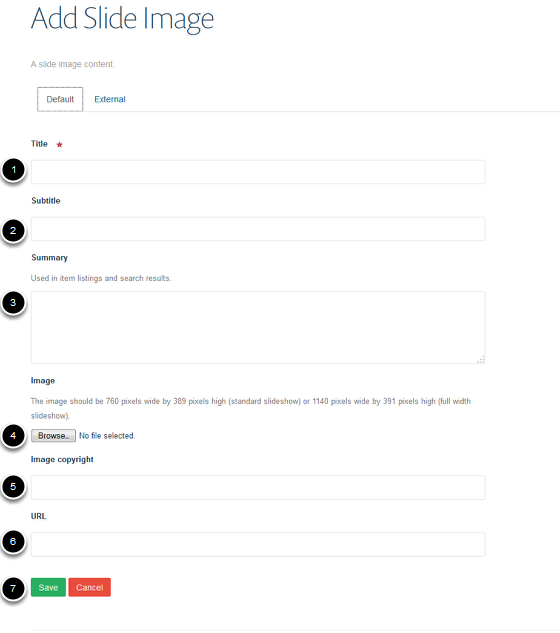 Add Slide Image
A slide image content
Default External
Title ★
1
Subtitle
2
Summary
Used in item listings and search results.
3
Image
The image should be 760 pixels wide by 389 pixels high (standard slideshow) or 1140 pixels wide by 391 pixels high (full width
slideshow).
4 Browse... No file selected.
Image copyright
5
URL
6
7 Save Cancel